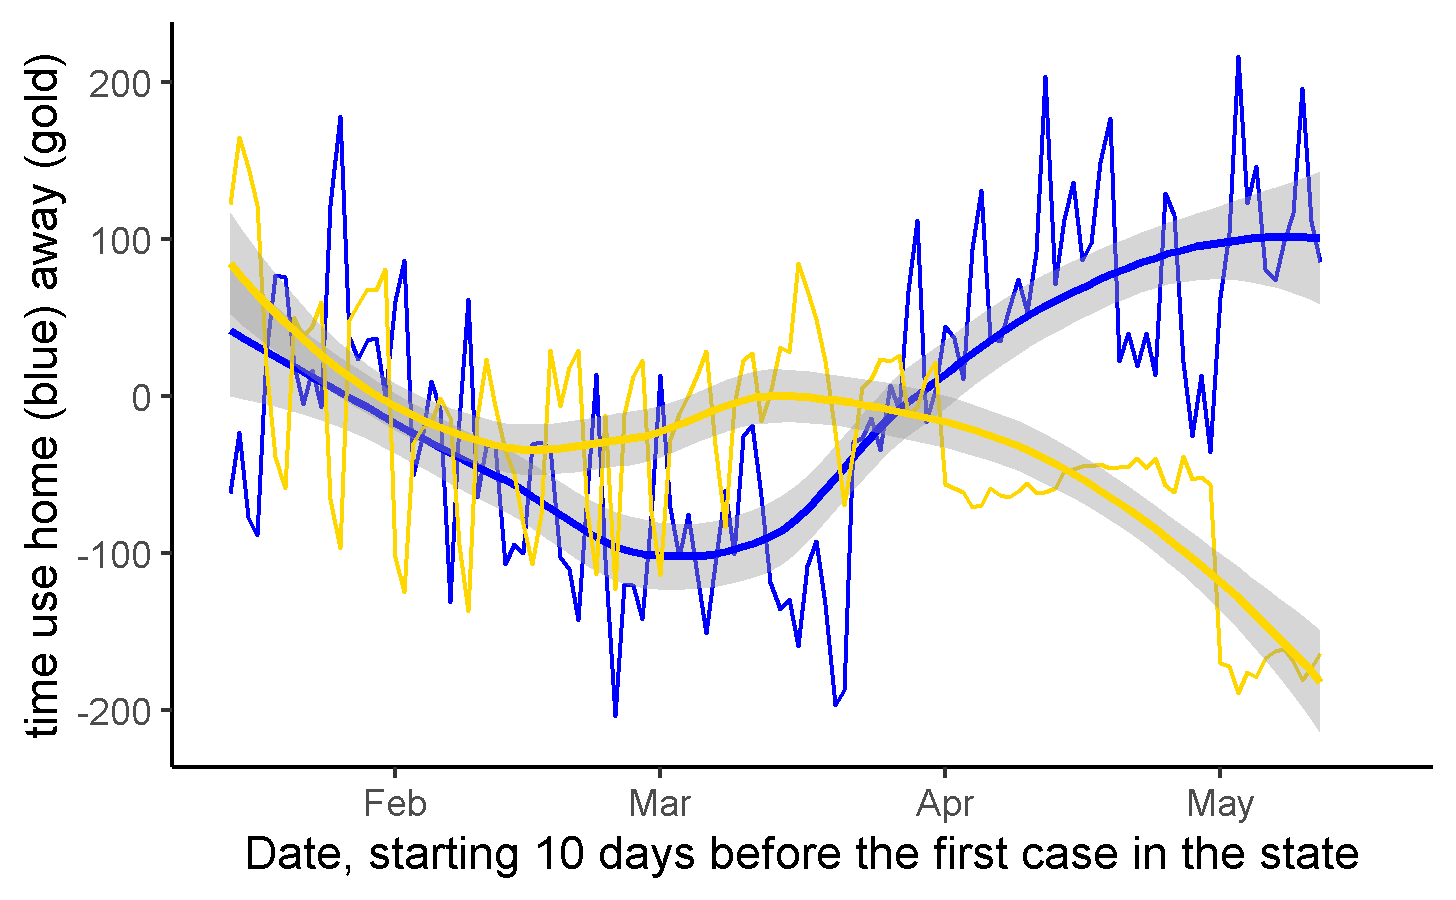 time use home (blue) away (gold)
200
100
0
-100
-200
Feb
Mar
Apr
May
Date, starting 10 days before the first case in the state